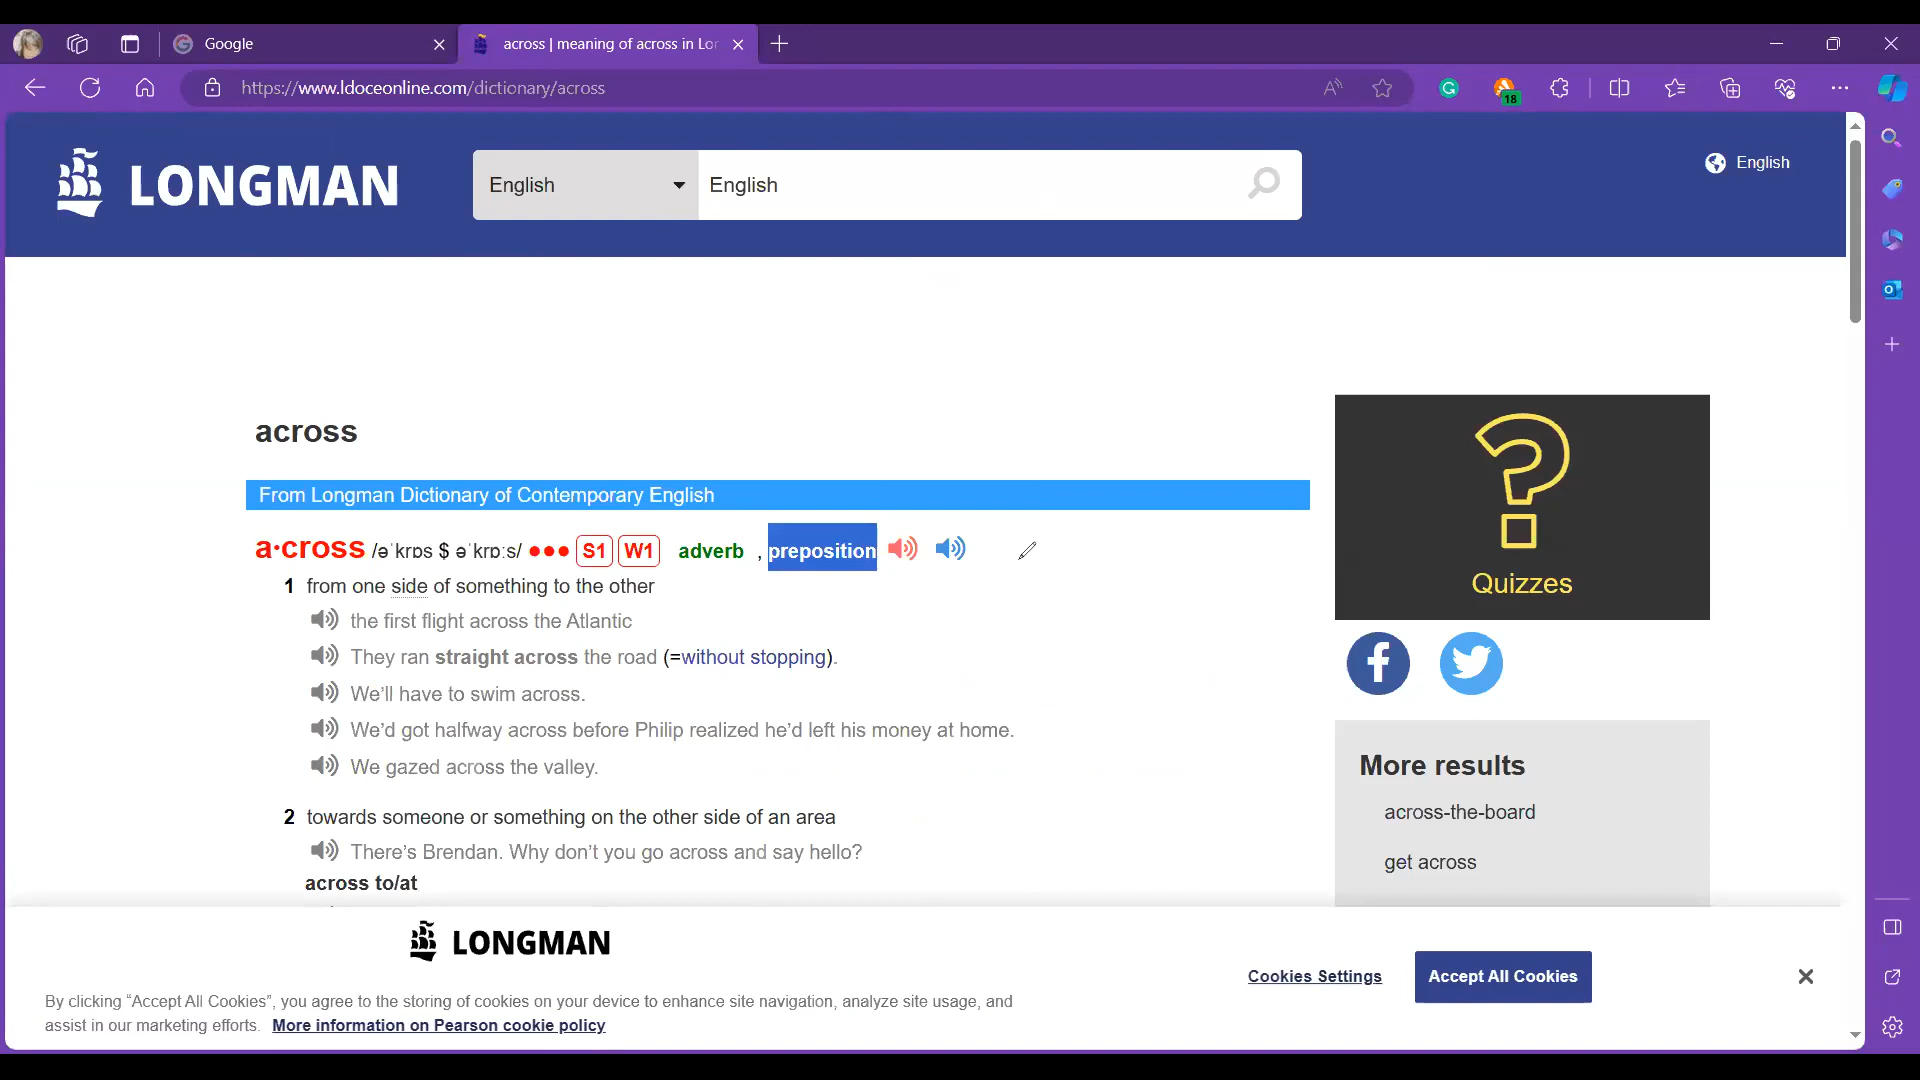 Google
across | meaning of across in Lor
https://www.ldoceonline.com/dictionary/across
18
LONGMAN
English
English
English
across
From Longman Dictionary of Contemporary English
a·cross /əˈkrɒs $ əˈkrɒːs/ ●●● S1 W1 adverb , preposition
1 from one side of something to the other
the first flight across the Atlantic
They ran straight across the road (=without stopping).
We’ll have to swim across.
We’d got halfway across before Philip realized he’d left his money at home.
We gazed across the valley.
2 towards someone or something on the other side of an area
There’s Brendan. Why don’t you go across and say hello?
across to/at
Quizzes
More results
across-the-board
get across
LONGMAN
By clicking “Accept All Cookies”, you agree to the storing of cookies on your device to enhance site navigation, analyze site usage, and
assist in our marketing efforts. More information on Pearson cookie policy
Cookies Settings
Accept All Cookies